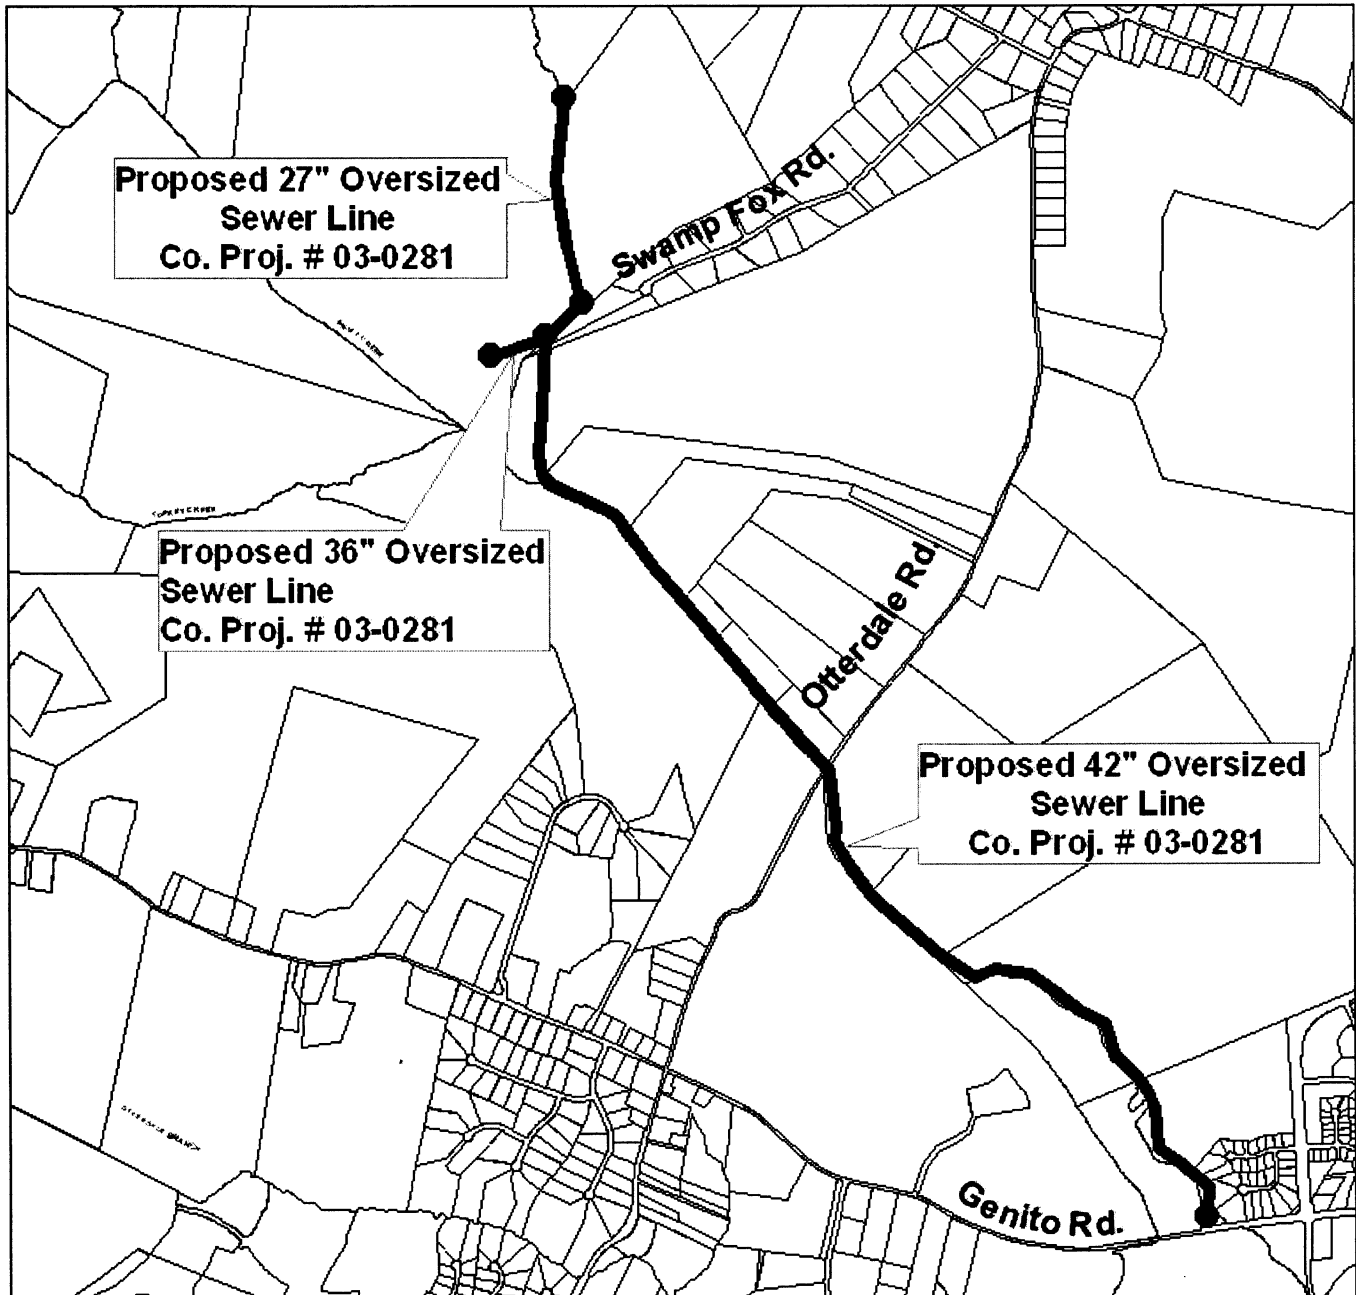 Proposed 27" Oversized
Sewer Line
Co. Proj. # 03-0281
Swamp Fox Rd.
Proposed 36" Oversized
Sewer Line
Co. Proj. # 03-0281
Otterdale Rd.
Proposed 42" Oversized
Sewer Line
Co. Proj. # 03-0281
Genito Rd.